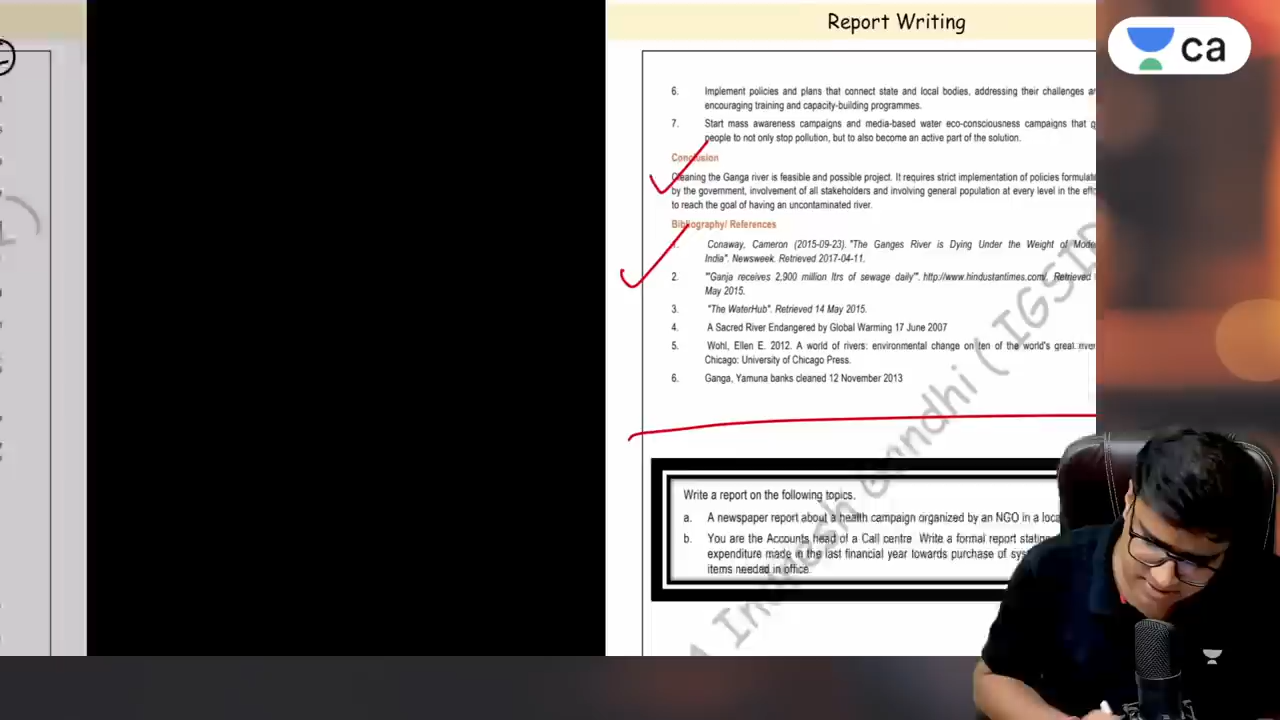 Report Writing
ca
6. Implement policies and plans that connect state and local bodies, addressing their challenges
encouraging training and capacity-building programmes.
7. Start mass awareness campaigns and media-based water eco-consciousness campaigns that
people to not only stop pollution, but to also become an active part of the solution.
Conclusion
Cleaning the Ganga river is feasible and possible project. It requires strict implementation of policies
by the government, involvement of all stakeholders and involving general population at every level in the
to reach the goal of having an uncontaminated river.
Bibliography/ References
1. Conaway, Cameron (2015-09-23). "The Ganges River is Dying Under the Weight of
India". Newsweek. Retrieved 2017-04-11.
2. "'Ganja receives 2,900 million ltrs of sewage daily'". http://www.hindustantimes.com/. Retrieved
May 2015.
3. "The WaterHub". Retrieved 14 May 2015.
4. A Sacred River Endangered by Global Warming 17 June 2007
5. Wohl, Ellen E. 2012. A world of rivers: environmental change on ten of the world's great
Chicago: University of Chicago Press.
6. Ganga, Yamuna banks cleaned 12 November 2013
Write a report on the following topics.
a. A newspaper report about a health campaign organized by an NGO in a
b. You are the Accounts head of a Call centre Write a formal report
expenditure made in the last financial year towards purchase of
items needed in office.
Gandhi (